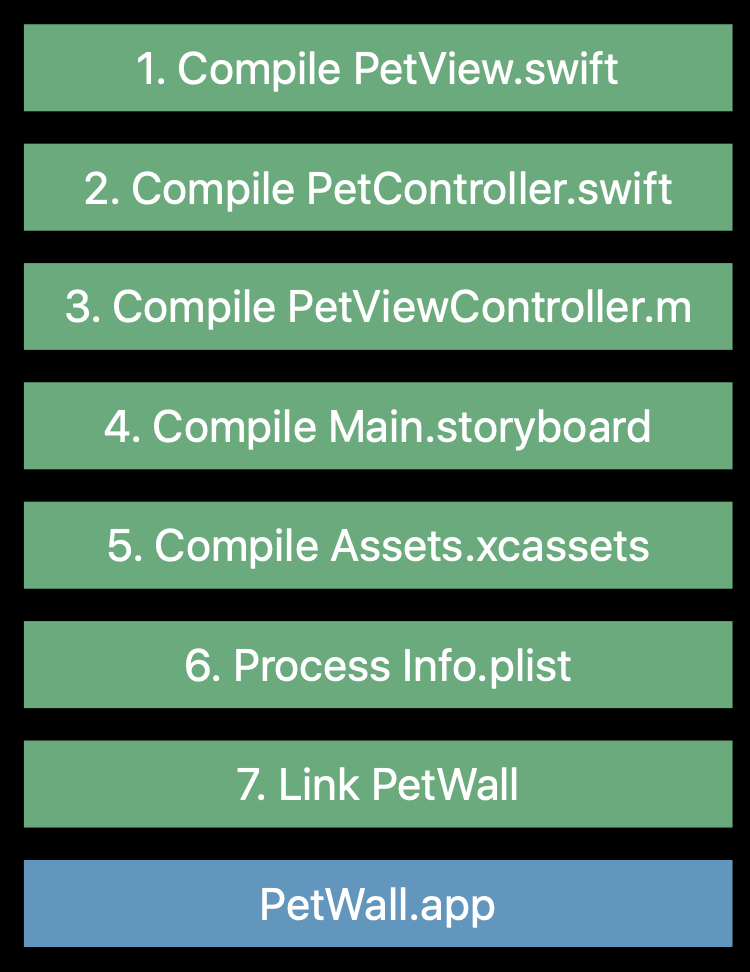 1. Compile PetView.swift
2. Compile PetController.swift
3. Compile PetViewController.m
4. Compile Main.storyboard
5. Compile Assets.xcassets
6. Process Info.plist
7. Link PetWall
PetWall.app